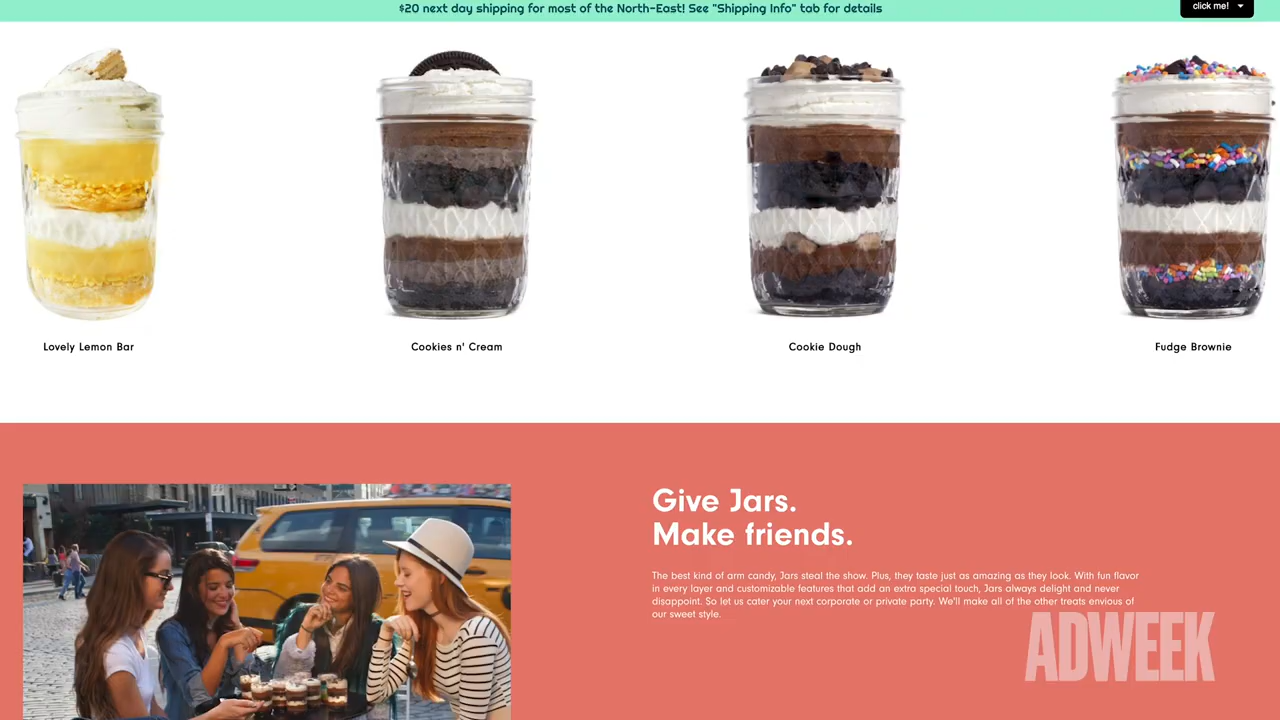 $20 next day shipping for most of the North-East! See "Shipping Info" tab for details
click me!
Lovely Lemon Bar
Cookies n' Cream
Cookie Dough
Fudge Brownie
Give Jars.
Make friends.
The best kind of arm candy, Jars steal the show. Plus, they taste just as amazing as they look. With fun flavor
in every layer and customizable features that add an extra special touch, Jars always delight and never
disappoint. So let us cater your next corporate or private party. We'll make all of the other treats envious of
our sweet style.
ADWEEK